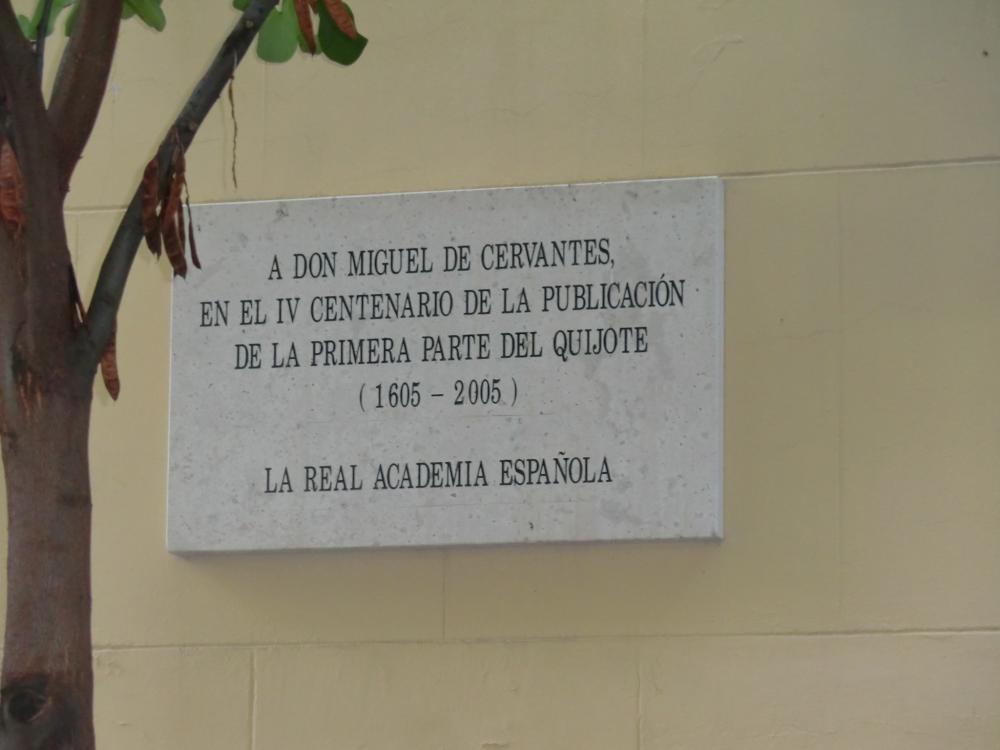 A DON MIGUEL DE CERVANTES,
EN EL IV CENTENARIO DE LA PUBLICACIÓN
DE LA PRIMERA PARTE DEL QUIJOTE
( 1605 – 2005 )
LA REAL ACADEMIA ESPAÑOLA